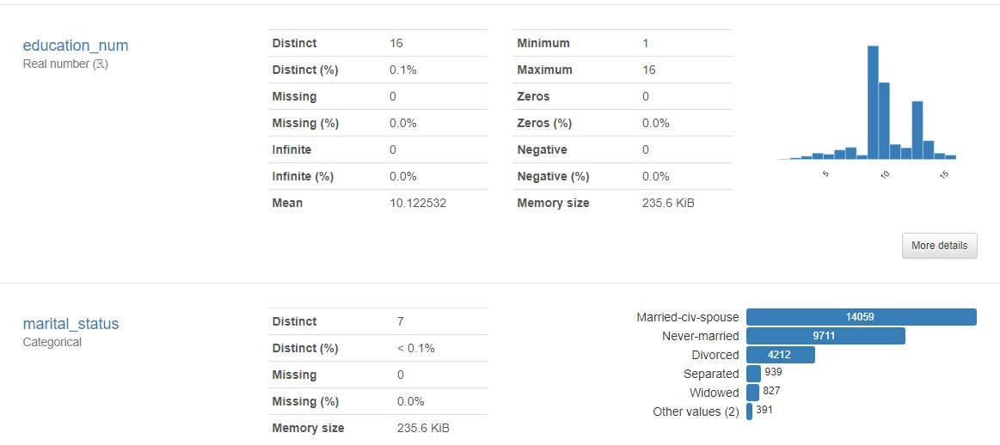 education_num
Real number (ℝ)
Distinct 16
Distinct (%) 0.1%
Missing 0
Missing (%) 0.0%
Infinite 0
Infinite (%) 0.0%
Mean 10.122532
Minimum 1
Maximum 16
Zeros 0
Zeros (%) 0.0%
Negative 0
Negative (%) 0.0%
Memory size 235.6 KiB
5 10 15
More details
marital_status
Categorical
Distinct 7
Distinct (%) < 0.1%
Missing 0
Missing (%) 0.0%
Memory size 235.6 KiB
Married-civ-spouse 14059
Never-married 9711
Divorced 4212
Separated 939
Widowed 827
Other values (2) 391